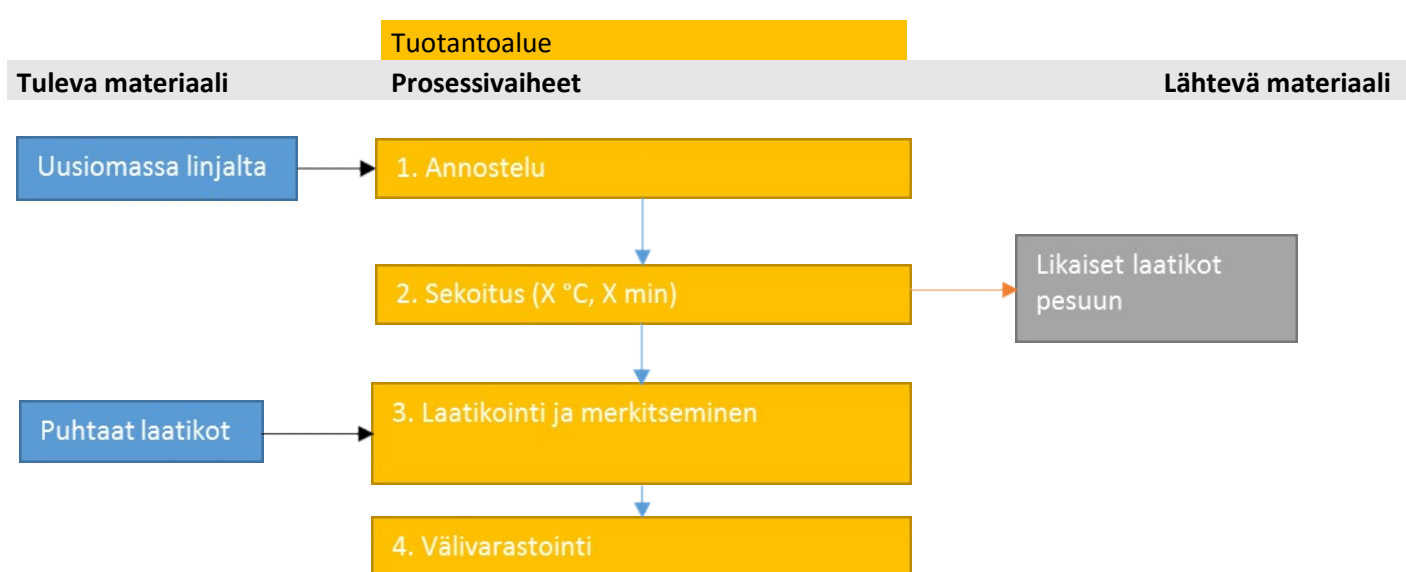 Tuotantoalue
Tuleva materiaali Prosessivaiheet Lähtevä materiaali
Uusiomassa linjalta
1. Annostelu
2. Sekoitus (X °C, X min)
Likaiset laatikot
pesuun
Puhtaat laatikot
3. Laatikointi ja merkitseminen
4. Välivarastointi